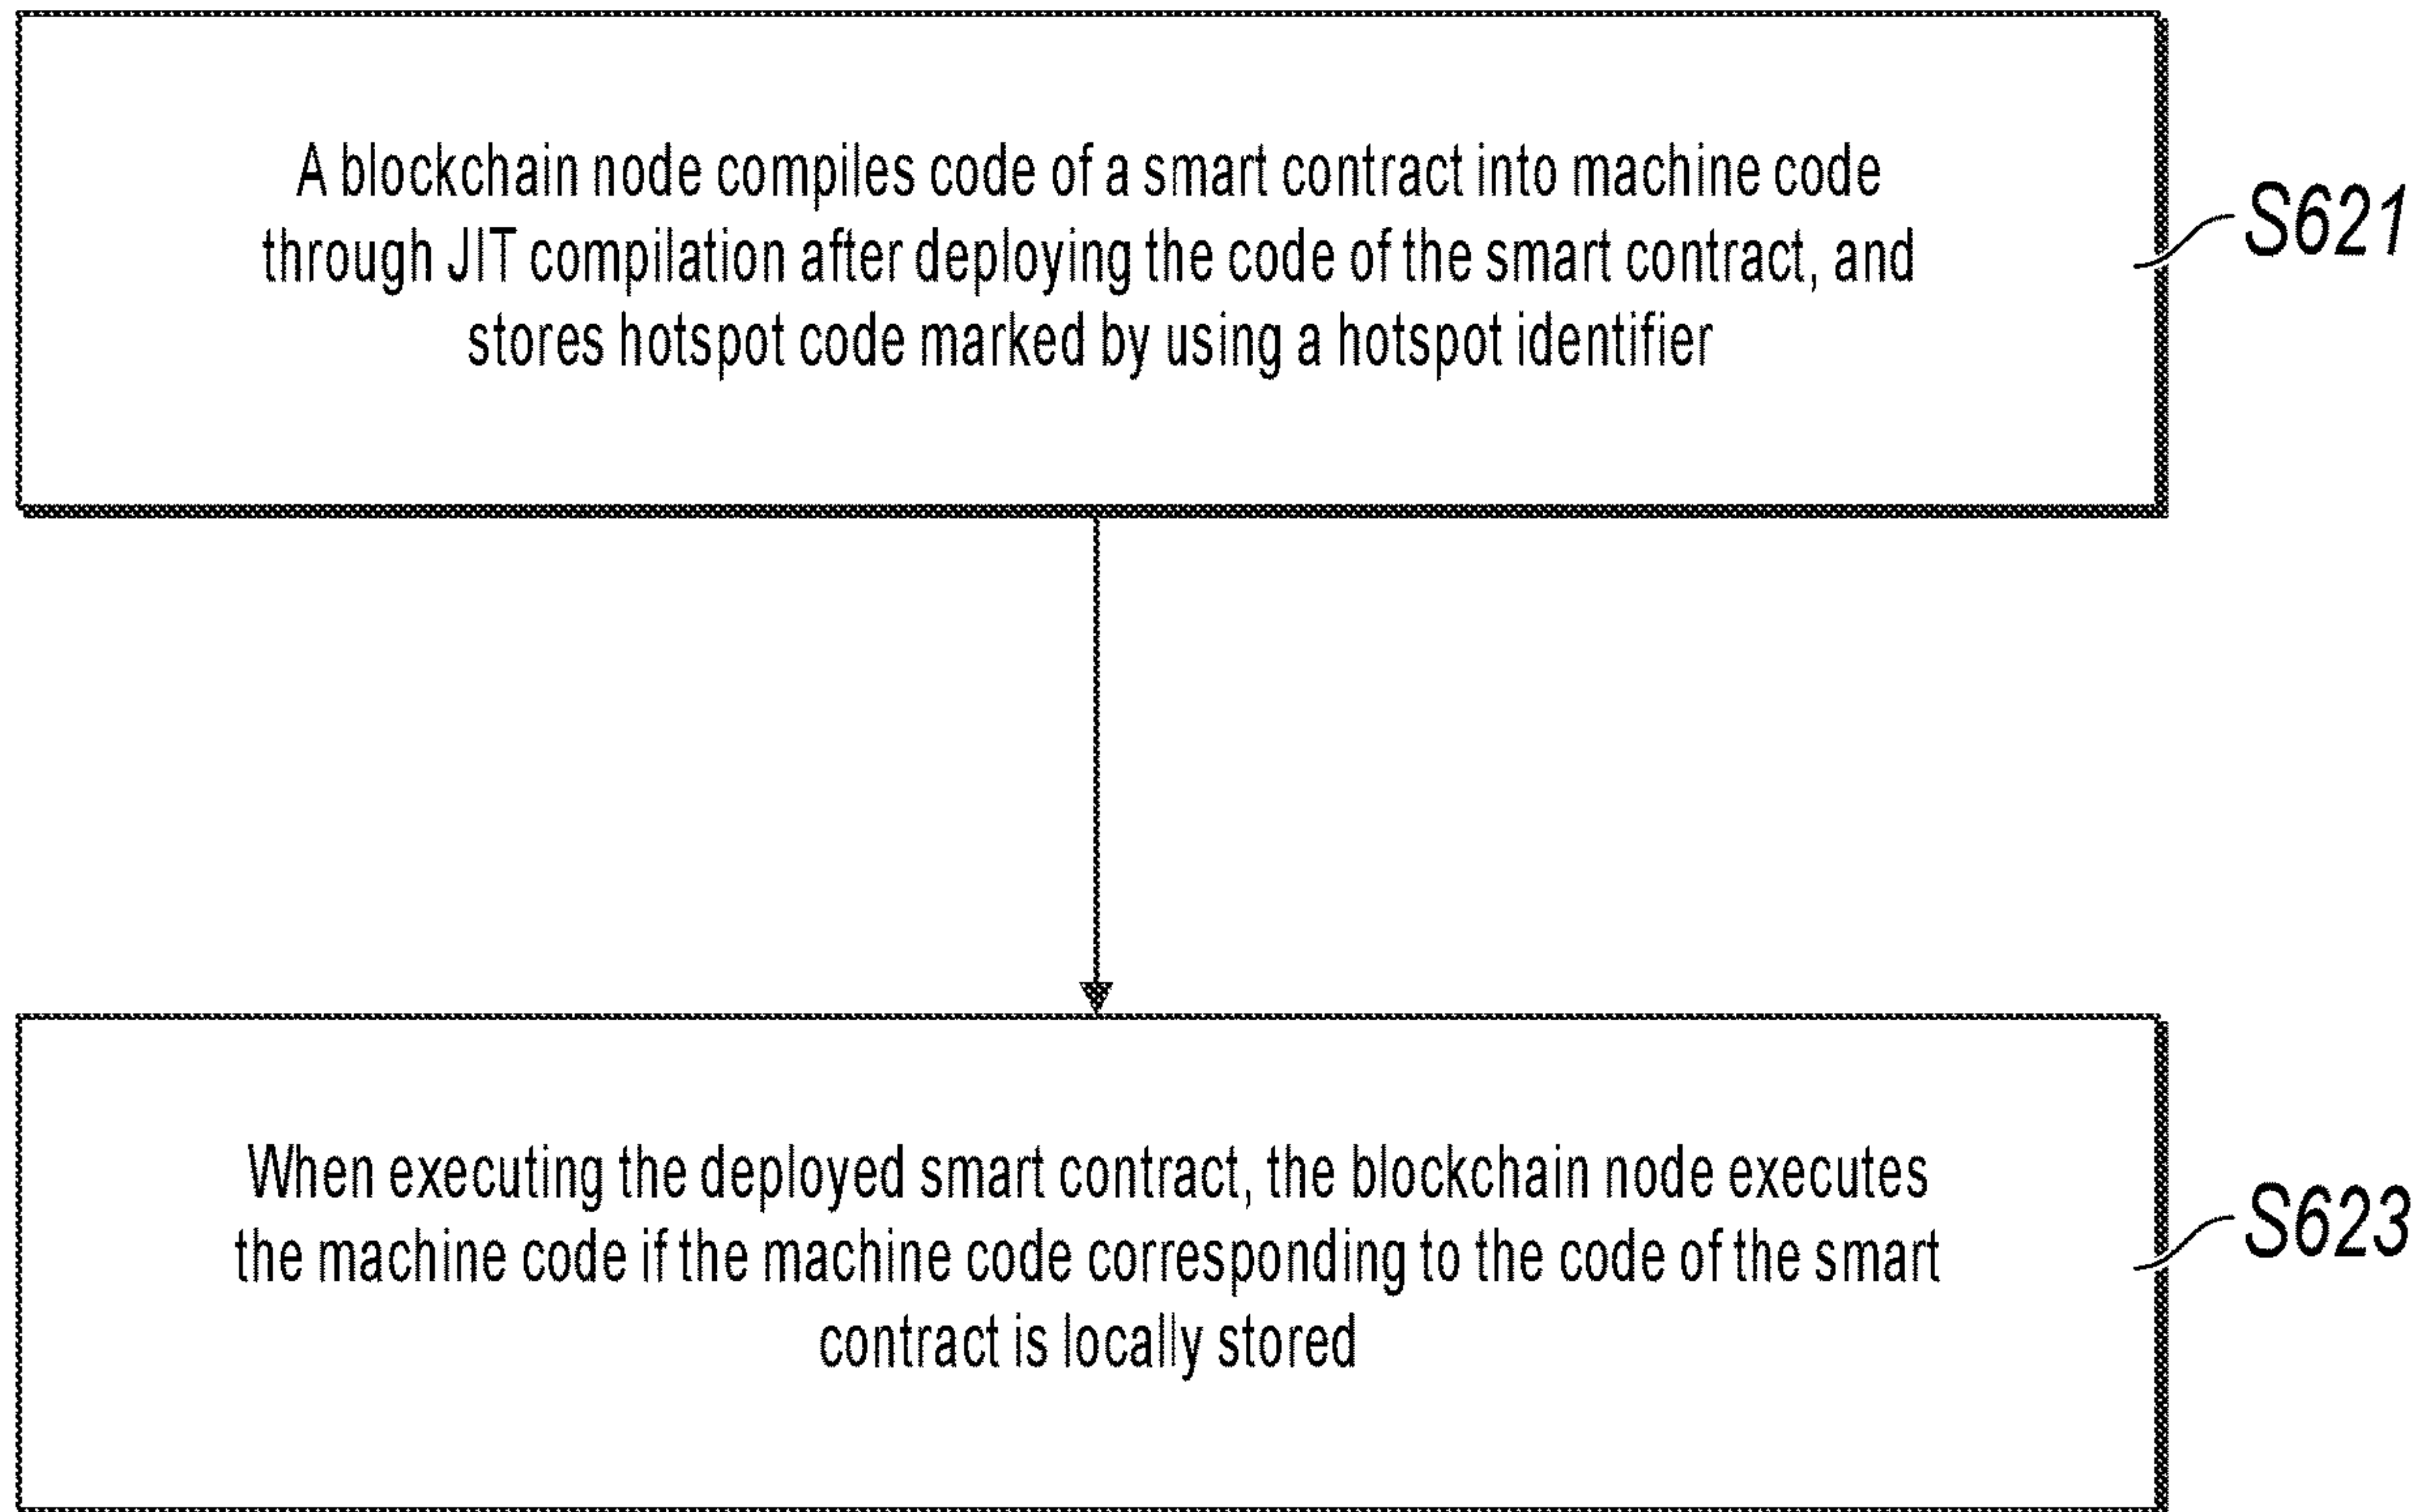 A blockchain node compiles code of a smart contract into machine code
through JIT compilation after deploying the code of the smart contract, and
stores hotspot code marked by using a hotspot identifier
S621
When executing the deployed smart contract, the blockchain node executes
the machine code if the machine code corresponding to the code of the smart
contract is locally stored
S623